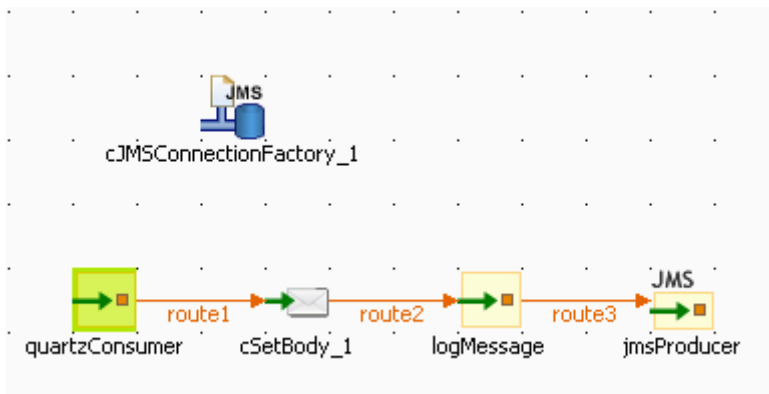 JMS
cJMSConnectionFactory_1
JMS
route1
route2
route3
quartzConsumer
cSetBody_1
logMessage
jmsProducer